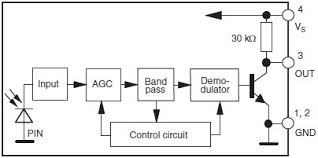 4
Vs
30 kΩ
3
OUT
Input
AGC
Band
pass
Demo-
dulator
1, 2
GND
PIN
Control circuit